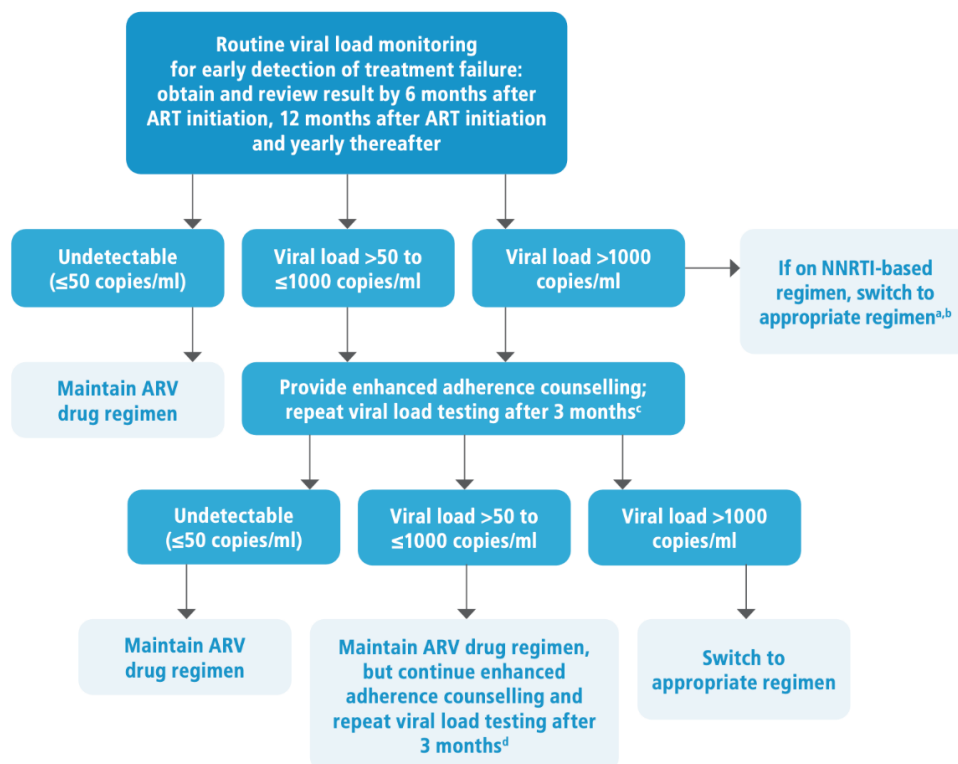 Routine viral load monitoring
for early detection of treatment failure:
obtain and review result by 6 months after
ART initiation, 12 months after ART initiation
and yearly thereafter
Undetectable
(≤50 copies/ml)
Viral load >50 to
≤1000 copies/ml
Viral load >1000
copies/ml
If on NNRTI-based
regimen, switch to
appropriate regimenᵃ,ᵇ
Maintain ARV
drug regimen
Provide enhanced adherence counselling;
repeat viral load testing after 3 monthsᶜ
Undetectable
(≤50 copies/ml)
Viral load >50 to
≤1000 copies/ml
Viral load >1000
copies/ml
Maintain ARV
drug regimen
Maintain ARV drug regimen,
but continue enhanced
adherence counselling and
repeat viral load testing after
3 monthsᵈ
Switch to
appropriate regimen